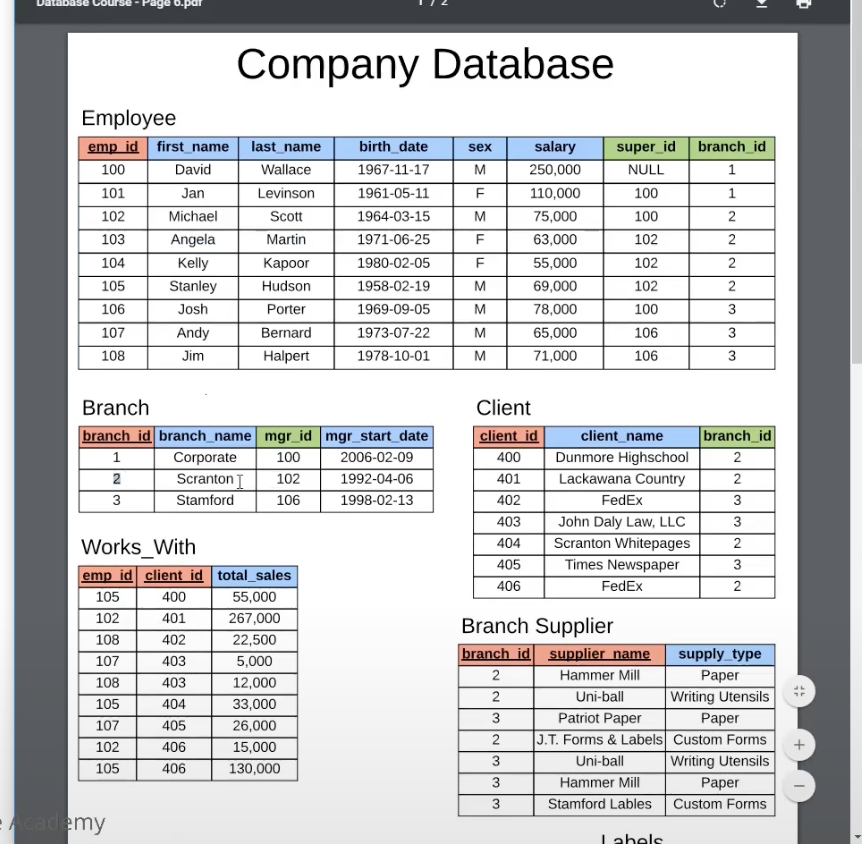 Database Course - Page 6.pdf
1 / 2
Company Database
Employee
emp_id first_name last_name birth_date sex salary super_id branch_id
100 David Wallace 1967-11-17 M 250,000 NULL 1
101 Jan Levinson 1961-05-11 F 110,000 100 1
102 Michael Scott 1964-03-15 M 75,000 100 2
103 Angela Martin 1971-06-25 F 63,000 102 2
104 Kelly Kapoor 1980-02-05 F 55,000 102 2
105 Stanley Hudson 1958-02-19 M 69,000 102 2
106 Josh Porter 1969-09-05 M 78,000 100 3
107 Andy Bernard 1973-07-22 M 65,000 106 3
108 Jim Halpert 1978-10-01 M 71,000 106 3
Branch
branch_id branch_name mgr_id mgr_start_date
1 Corporate 100 2006-02-09
2 Scranton 102 1992-04-06
3 Stamford 106 1998-02-13
Client
client_id client_name branch_id
400 Dunmore Highschool 2
401 Lackawana Country 2
402 FedEx 3
403 John Daly Law, LLC 3
404 Scranton Whitepages 2
405 Times Newspaper 3
406 FedEx 2
Works_With
emp_id client_id total_sales
105 400 55,000
102 401 267,000
108 402 22,500
107 403 5,000
108 403 12,000
105 404 33,000
107 405 26,000
102 406 15,000
105 406 130,000
Branch Supplier
branch_id supplier_name supply_type
2 Hammer Mill Paper
2 Uni-ball Writing Utensils
3 Patriot Paper Paper
2 J.T. Forms & Labels Custom Forms
3 Uni-ball Writing Utensils
3 Hammer Mill Paper
3 Stamford Lables Custom Forms
Labels
e Academy